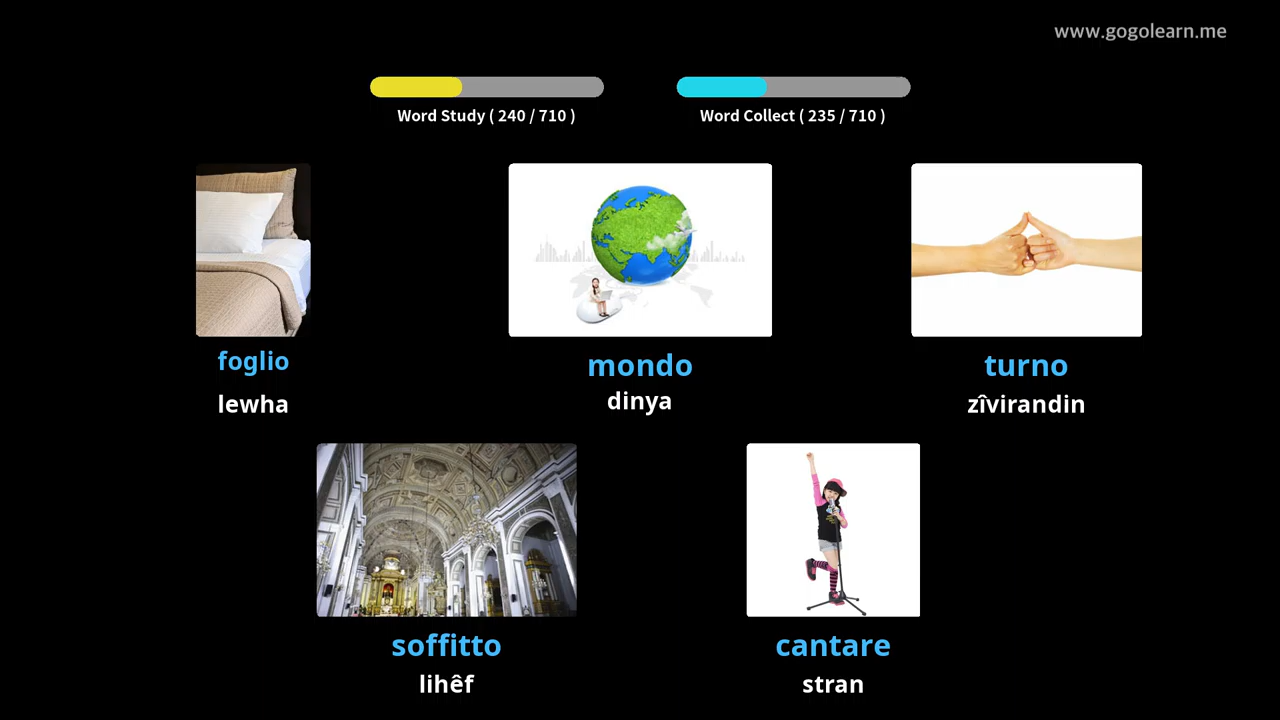 www.gogolearn.me
Word Study ( 240 / 710 )
Word Collect ( 235 / 710 )
foglio
lewha
mondo
dinya
turno
zîvirandin
soffitto
lihêf
cantare
stran